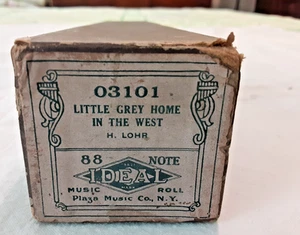 03101
LITTLE GREY HOME
IN THE WEST
H. LOHR
88 NOTE
IDEAL
MUSIC ROLL
Plaza Music Co., N.Y.